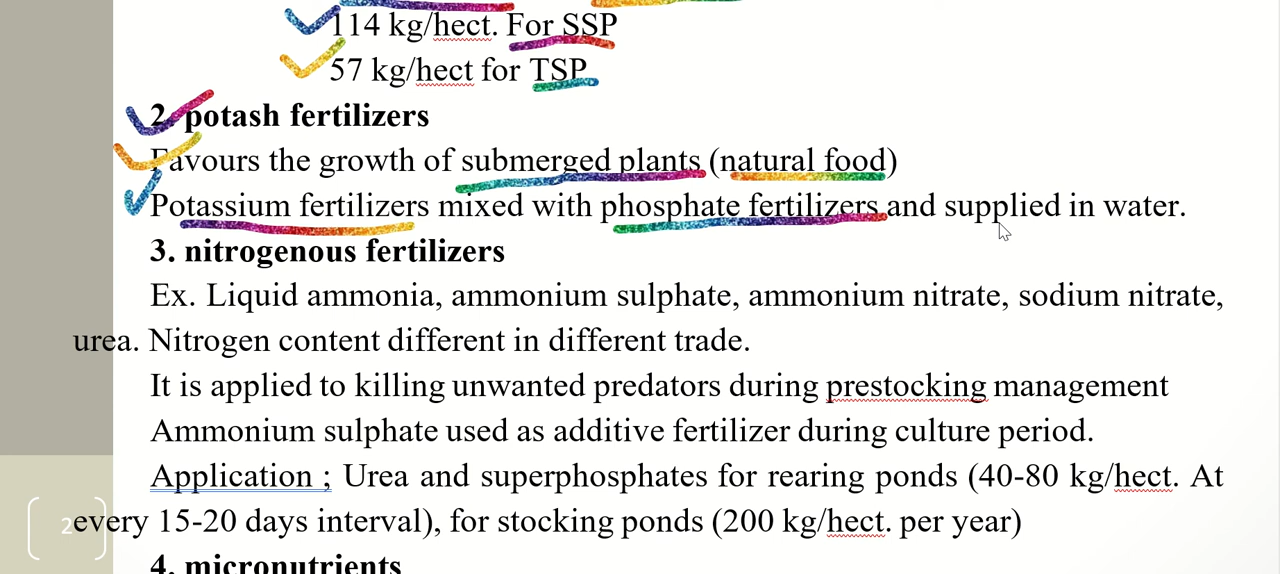 114 kg/hect. For SSP
57 kg/hect for TSP
2. potash fertilizers
Favours the growth of submerged plants (natural food)
Potassium fertilizers mixed with phosphate fertilizers and supplied in water.
3. nitrogenous fertilizers
Ex. Liquid ammonia, ammonium sulphate, ammonium nitrate, sodium nitrate,
urea. Nitrogen content different in different trade.
It is applied to killing unwanted predators during prestocking management
Ammonium sulphate used as additive fertilizer during culture period.
Application ; Urea and superphosphates for rearing ponds (40-80 kg/hect. At
every 15-20 days interval), for stocking ponds (200 kg/hect. per year)
2
4. micronutrients